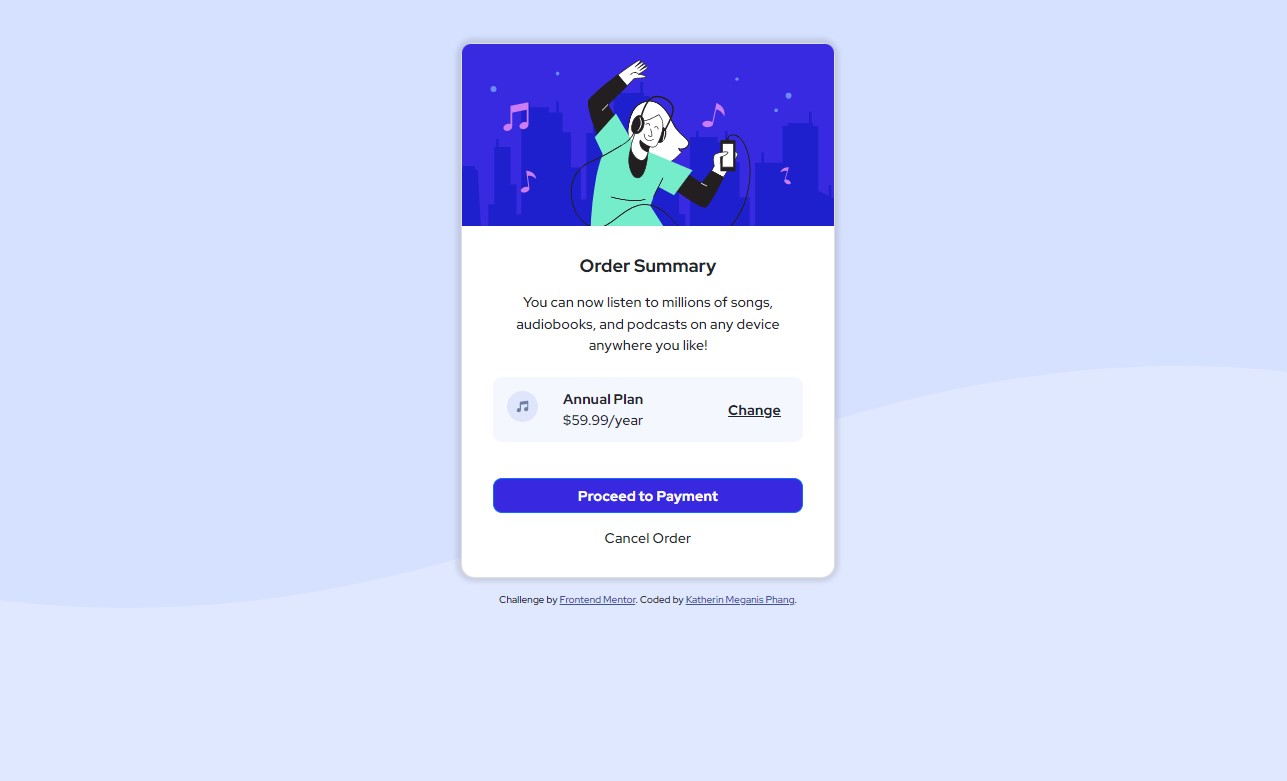 Order Summary
You can now listen to millions of songs,
audiobooks, and podcasts on any device
anywhere you like!
Annual Plan
$59.99/year
Change
Proceed to Payment
Cancel Order
Challenge by Frontend Mentor. Coded by Katherin Meganis Phang.